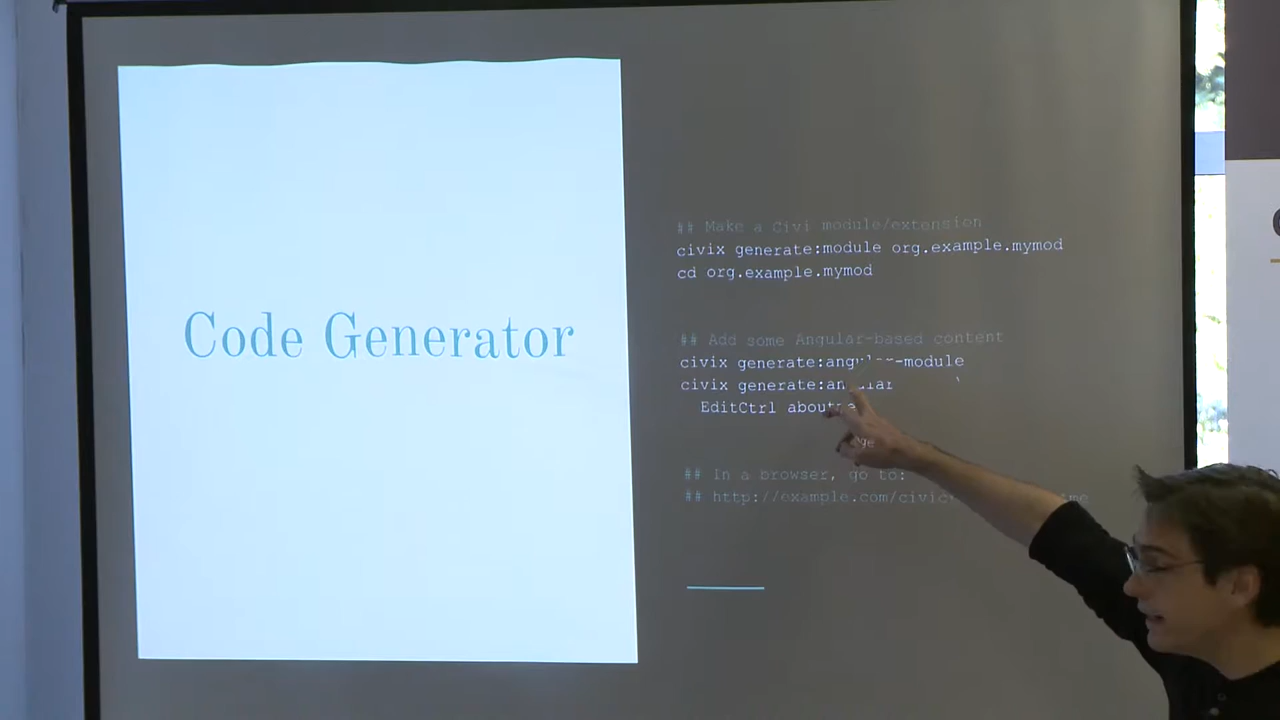 Code Generator
## Make a Civi module/extension
civix generate:module org.example.mymod
cd org.example.mymod
## Add some Angular-based content
civix generate:angular-module
civix generate:angular
EditCtrl
## In a browser, go to: